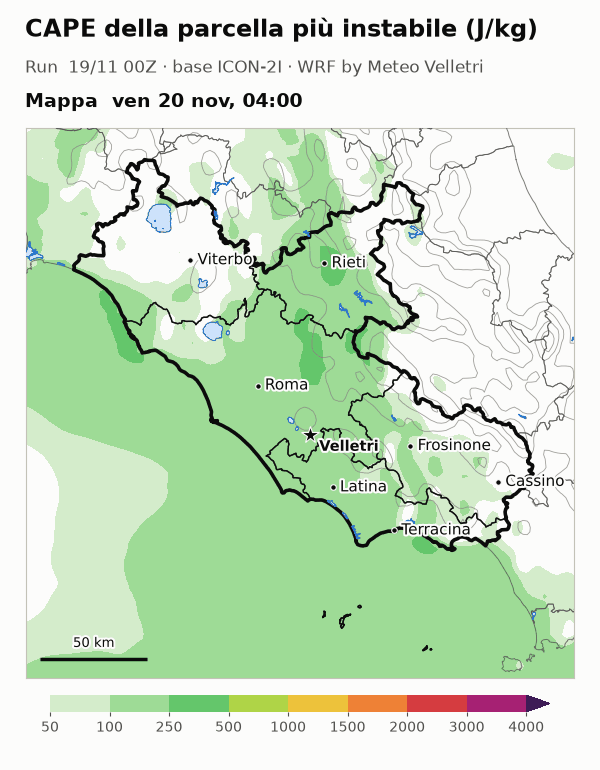 CAPE della parcella più instabile (J/kg)
Run  19/11 00Z · base ICON-2I · WRF by Meteo Velletri
Mappa  ven 20 nov, 04:00
Viterbo
Rieti
Roma
Velletri
Frosinone
Latina
Cassino
Terracina
50 km
50 100 250 500 1000 1500 2000 3000 4000